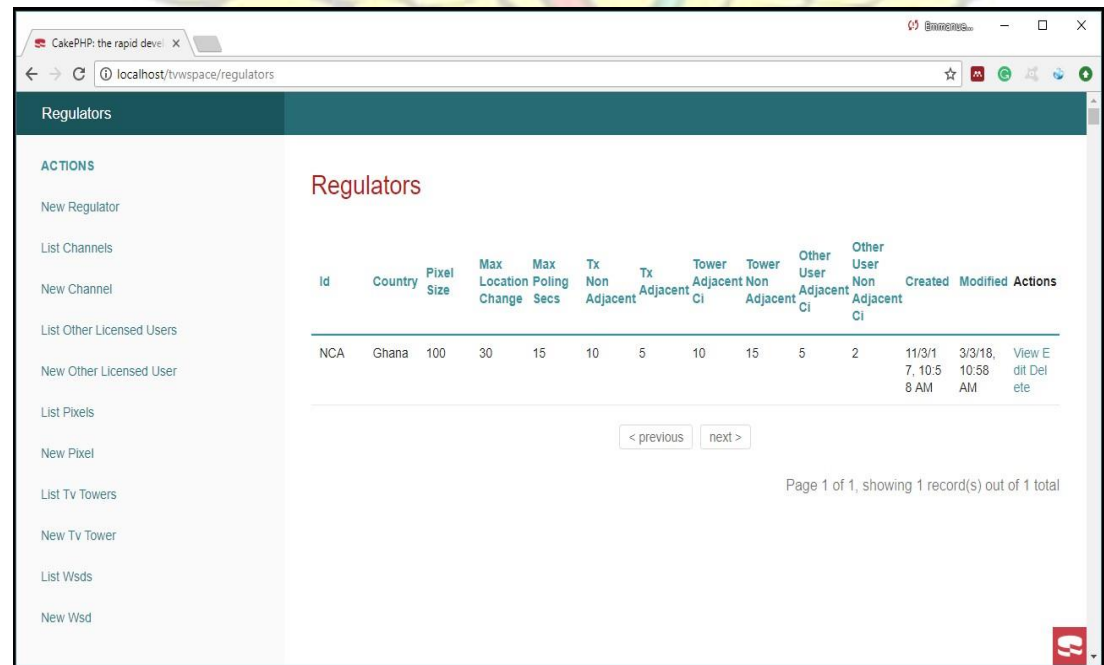 CakePHP: the rapid devel
Emmanue...
localhost/tvwspace/regulators
Regulators
ACTIONS
New Regulator
List Channels
New Channel
List Other Licensed Users
New Other Licensed User
List Pixels
New Pixel
List Tv Towers
New Tv Tower
List Wsds
New Wsd
Regulators
Id Country Pixel Size Max Location Change Max Poling Secs Tx Non Adjacent Tx Adjacent Tower Adjacent Ci Tower Non Adjacent Other User Adjacent Ci Other User Non Adjacent Ci Created Modified Actions
NCA Ghana 100 30 15 10 5 10 15 5 2 11/3/17, 10:58 AM 3/3/18, 10:58 AM View Edit Delete
< previous next >
Page 1 of 1, showing 1 record(s) out of 1 total